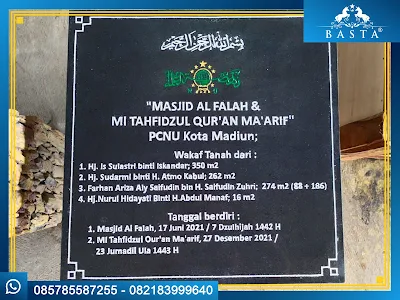 BASTA®
بسم الله الرحمن الرحيم
"MASJID AL FALAH &
MI TAHFIDZUL QUR'AN MA'ARIF"
PCNU Kota Madiun;
Wakaf Tanah dari :
1. Hj. Is Sulastri binti Iskandar; 350 m2
2. Hj. Sudarmi binti H. Atmo Kabul; 262 m2
3. Farhan Ariza Aly Saifudin bin H. Saifudin Zuhri; 274 m2 (88 + 186)
4. Hj.Nurul Hidayati Binti H.Abdul Manaf; 16 m2
Tanggal berdiri :
1. Masjid Al Falah, 17 Juni 2021 / 7 Dzulhijjah 1442 H
2. MI Tahfidzul Qur'an Ma'arif, 27 Desember 2021 /
23 Jumadil Ula 1443 H
085785587255 - 082183999640